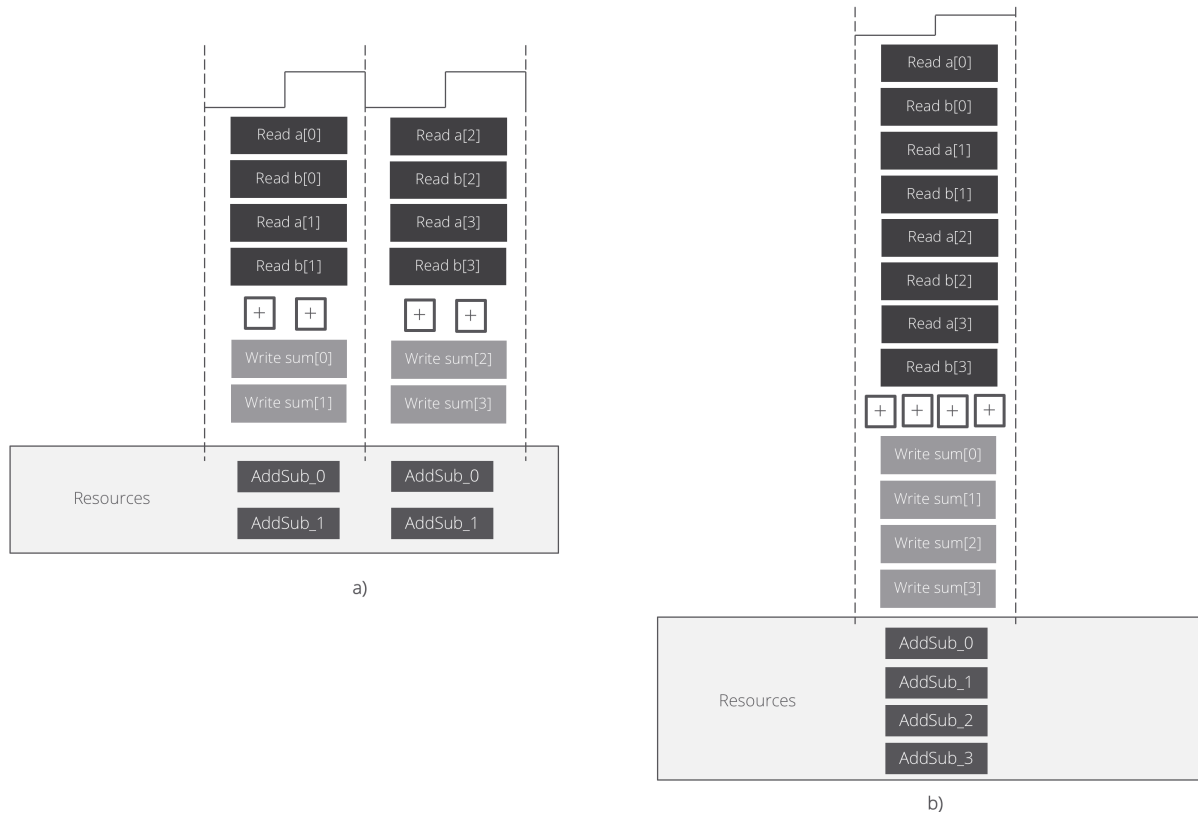 Read a[0]
Read b[0]
Read a[1]
Read b[1]
+ +
Write sum[0]
Write sum[1]
Read a[2]
Read b[2]
Read a[3]
Read b[3]
+ +
Write sum[2]
Write sum[3]
Resources
AddSub_0
AddSub_1
AddSub_0
AddSub_1
a)
Read a[0]
Read b[0]
Read a[1]
Read b[1]
Read a[2]
Read b[2]
Read a[3]
Read b[3]
+ + + +
Write sum[0]
Write sum[1]
Write sum[2]
Write sum[3]
Resources
AddSub_0
AddSub_1
AddSub_2
AddSub_3
b)